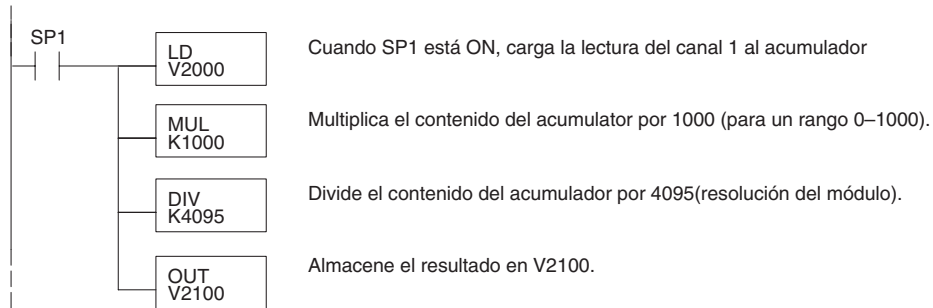 SP1
LD
V2000
Cuando SP1 está ON, carga la lectura del canal 1 al acumulador
MUL
K1000
Multiplica el contenido del acumulator por 1000 (para un rango 0–1000).
DIV
K4095
Divide el contenido del acumulador por 4095(resolución del módulo).
OUT
V2100
Almacene el resultado en V2100.